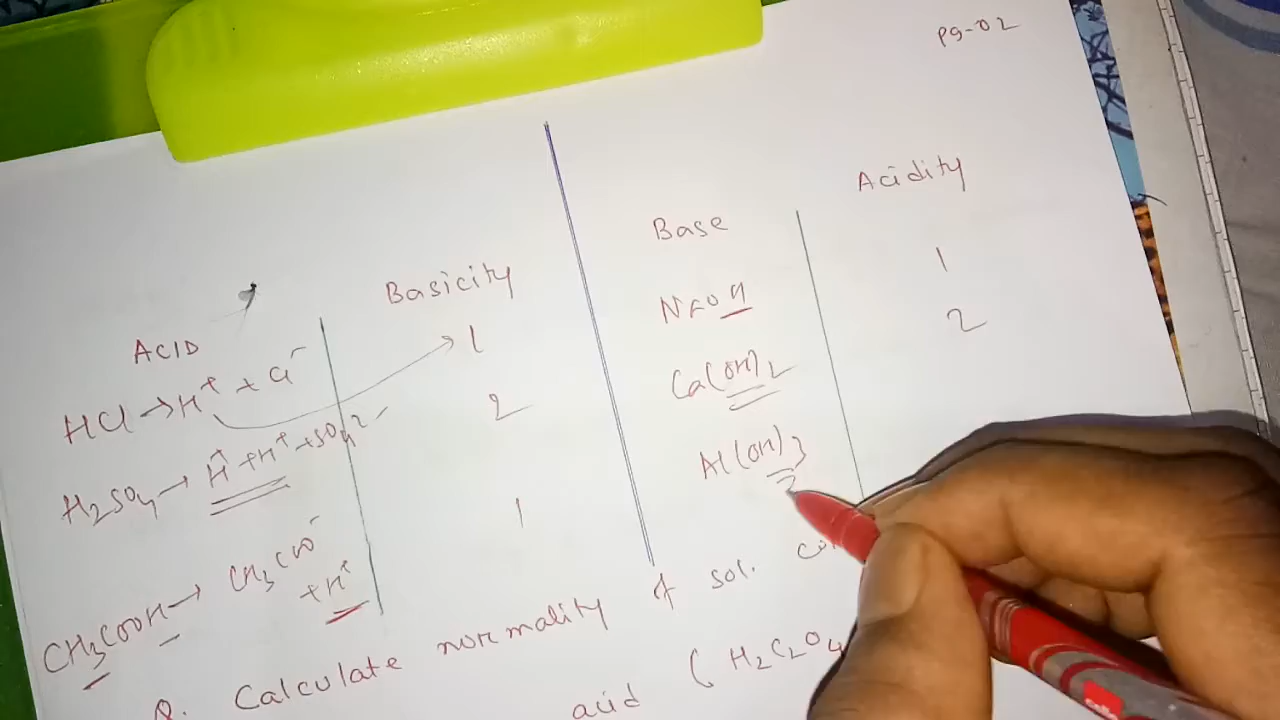 Pg-02
ACID
Basicity
HCl → H⁺ + Cl⁻
1
H2SO4 → H⁺ + H⁺ + SO4²⁻
2
CH3COOH → CH3COO⁻
+ H⁺
1
Base
Acidity
NaOH
1
Ca(OH)2
2
Al(OH)3
Q. Calculate normality of sol.
acid (H2C2O4